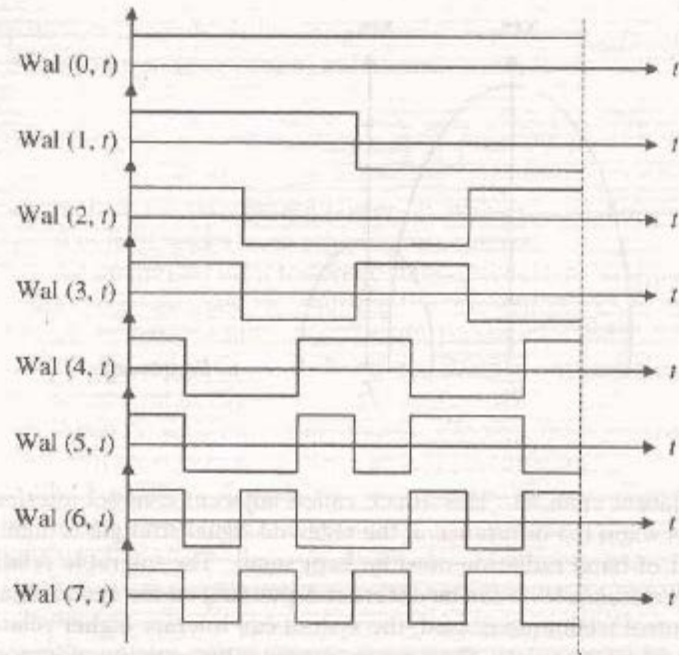 Wal (0, t) t
Wal (1, t) t
Wal (2, t) t
Wal (3, t) t
Wal (4, t) t
Wal (5, t) t
Wal (6, t) t
Wal (7, t) t